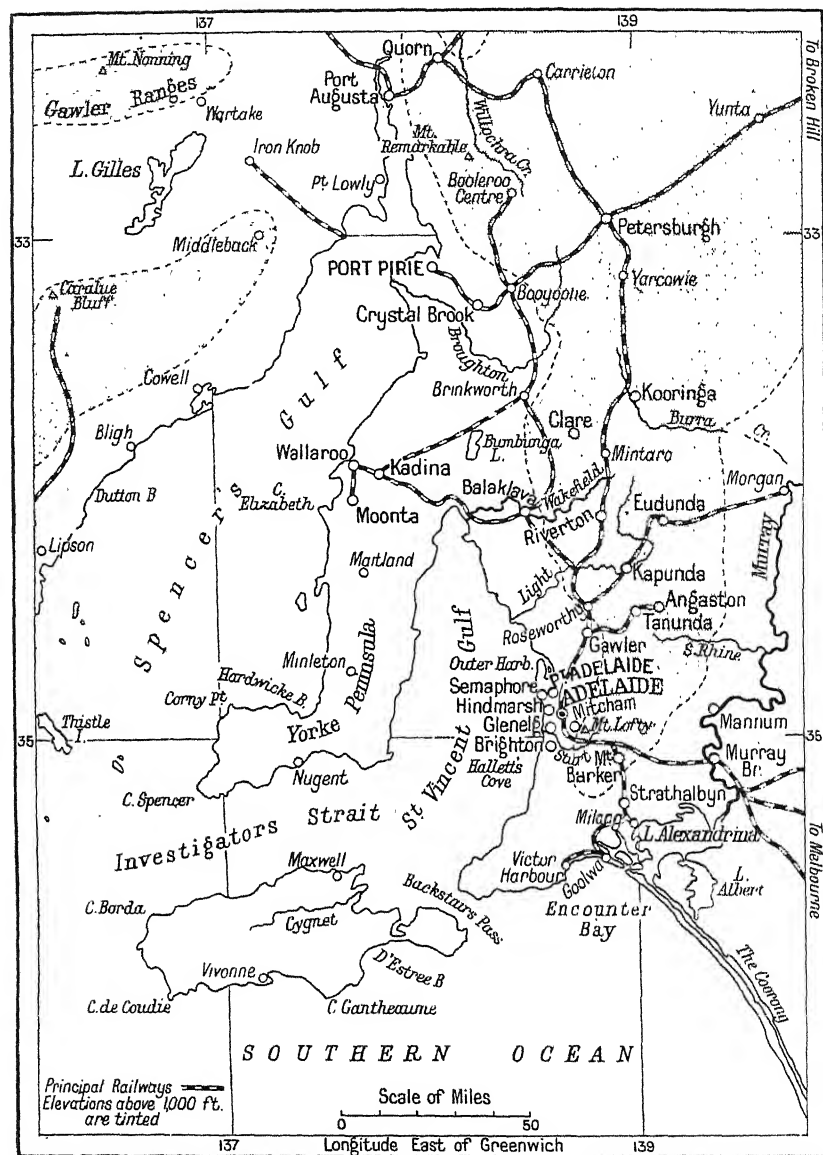 137
139
To Broken Hill
Quorn
Mt. Nonning
Carrieton
Port
Augusta
Gawler Ranges
Wartake
Willochra Cr.
Yunta
Mt.
Remarkable
Iron Knob
L. Gilles
Pt. Lowly
Booleroo
Centre
Petersburgh
33
33
Middleback
PORT PIRIE
Yarcowie
Caralue
Bluff
Crystal Brook
Broughton
Cowell
Brinkworth
Kooringa
Burra
Cr.
Clare
Bligh
Bumbunga
L.
Wallaroo
Kadina
Mintaro
Morgan
Dutton B
C.
Elizabeth
Balaklava
Wakefield
Eudunda
Moonta
Riverton
Lipson
Martland
Murray
Kapunda
Light
Spencers Gulf
Angaston
Roseworthy
Tanunda
Gawler
S. Rhine
Minleton
Outer Harb.
Pt ADELAIDE
Semaphore
ADELAIDE
Hardwicke B.
Hindmarsh
Mitcham
Corny Pt.
Yorke Peninsula
Glenelg
Mt. Lofty
Mannum
Thistle
I.
35
35
Brighton
Sturt
Mt.
Barker
Murray
Br.
Nugent
Hallett's
Cove
St. Vincent Gulf
C. Spencer
Strathalbyn
Investigators Strait
Milang
L. Alexandrina
To Melbourne
Maxwell
Victor
Harbour
Goolwa
L.
Albert
C. Borda
Backstairs Pass
Encounter
Bay
Cygnet
The Coorong
Vivonne
D'Estree B
C. de Coudie
C. Gantheaume
SOUTHERN OCEAN
Principal Railways
Elevations above 1,000 ft.
are tinted
Scale of Miles
0
50
137
Longitude East of Greenwich
139